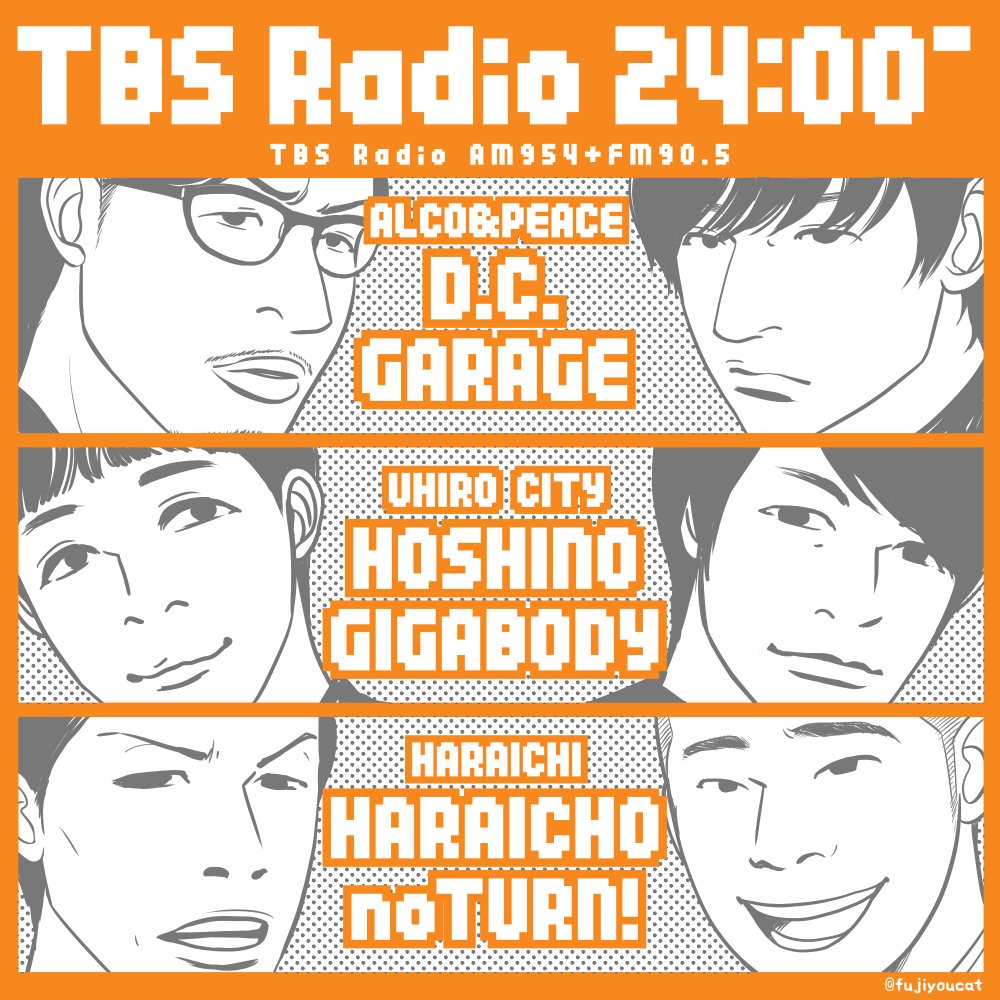 TBS Radio 24:00-
TBS Radio AM954+FM90.5
ALCO&PEACE
D.C.
GARAGE
UHIRO CITY
HOSHINO
GIGABODY
HARAICHI
HARAICHO
noTURN!
@fujiyoucat